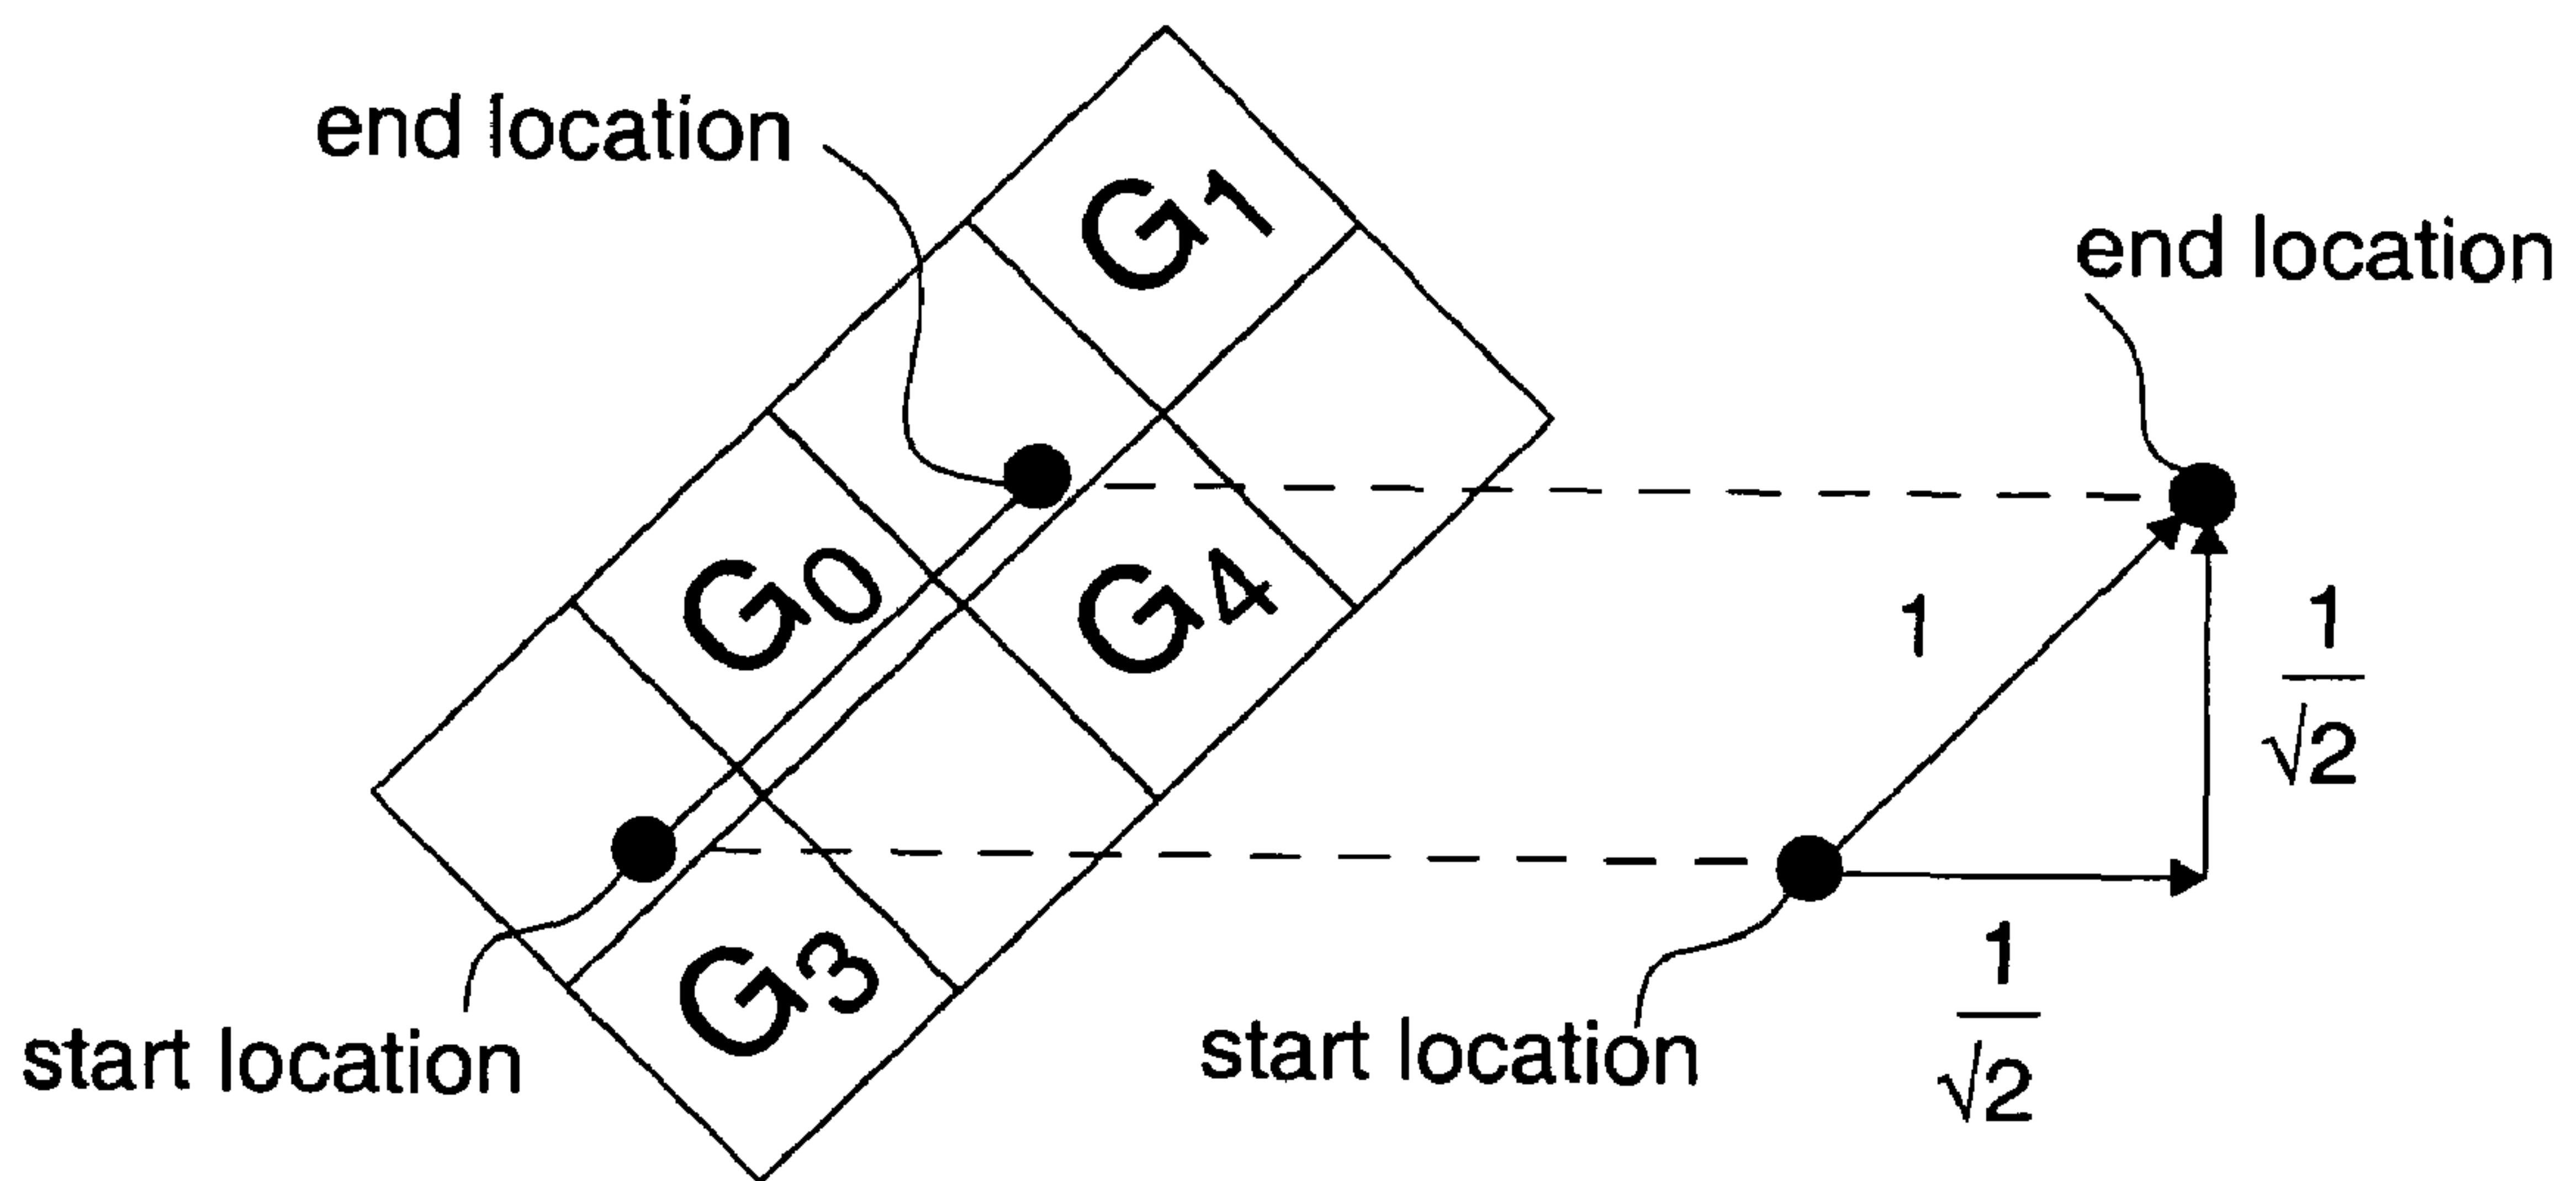 end location
G1
end location
G0
G4
1
1
√2
G3
start location
start location
1
√2